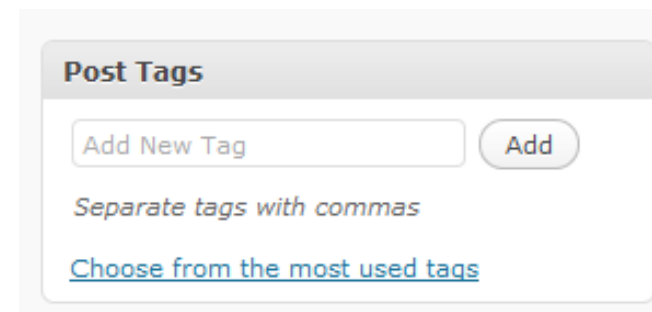 Post Tags
Add New Tag
Add
Separate tags with commas
Choose from the most used tags